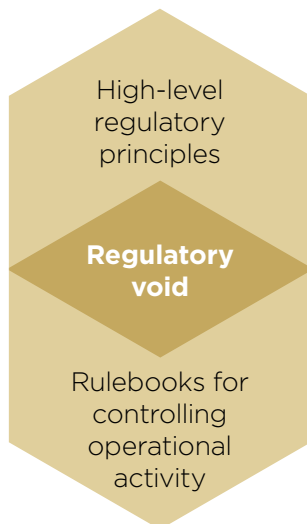 High-level
regulatory
principles
Regulatory
void
Rulebooks for
controlling
operational
activity